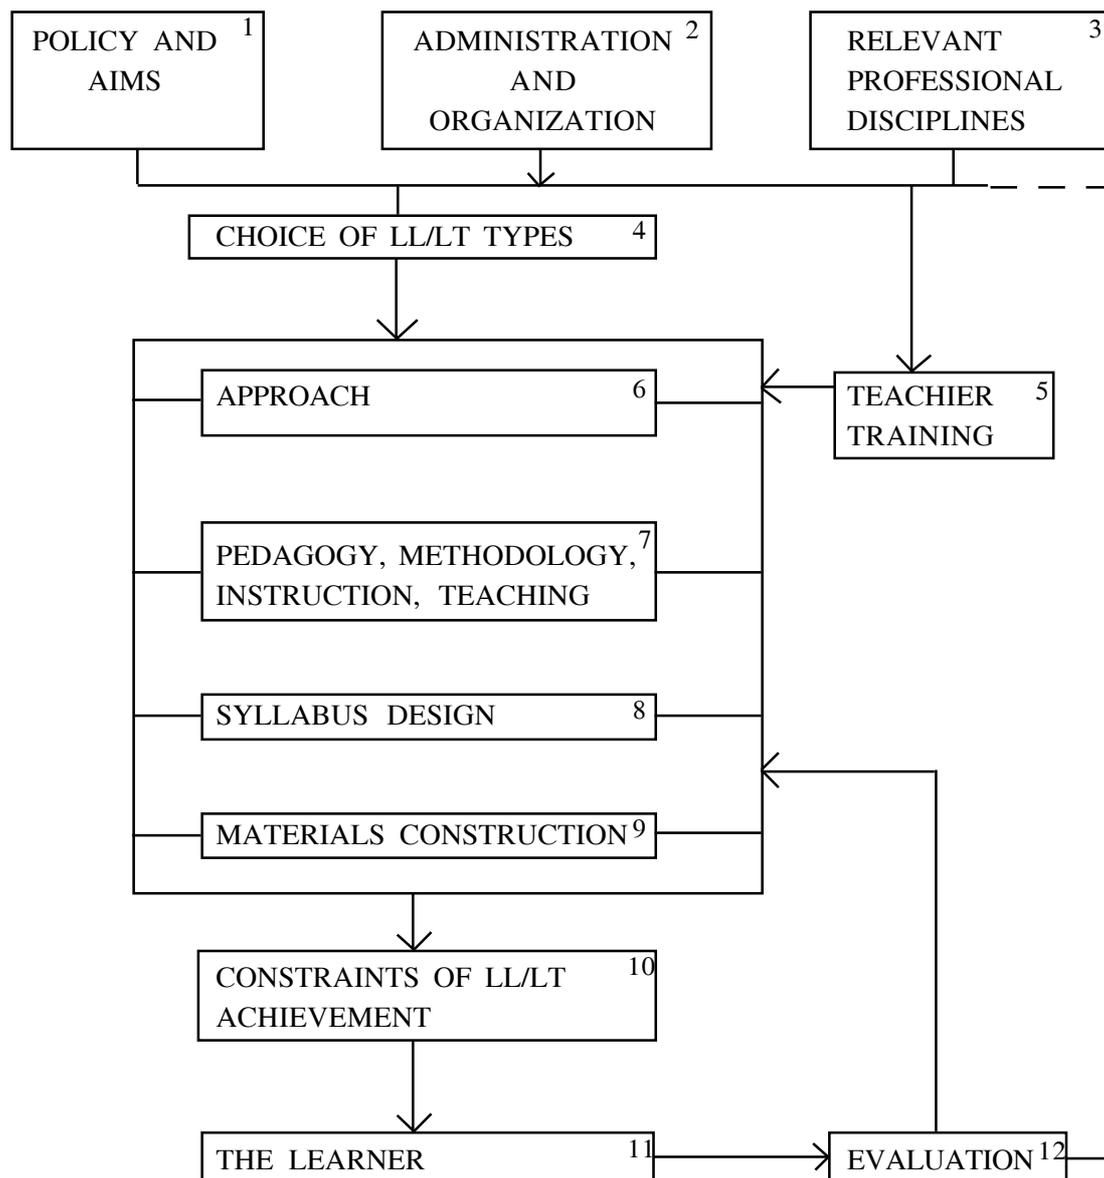 POLICY AND 1
AIMS
ADMINISTRATION 2
AND
ORGANIZATION
RELEVANT 3
PROFESSIONAL
DISCIPLINES
CHOICE OF LL/LT TYPES 4
TEACHIER 5
TRAINING
APPROACH 6
PEDAGOGY, METHODOLOGY, 7
INSTRUCTION, TEACHING
SYLLABUS DESIGN 8
MATERIALS CONSTRUCTION 9
CONSTRAINTS OF LL/LT 10
ACHIEVEMENT
THE LEARNER 11
EVALUATION 12